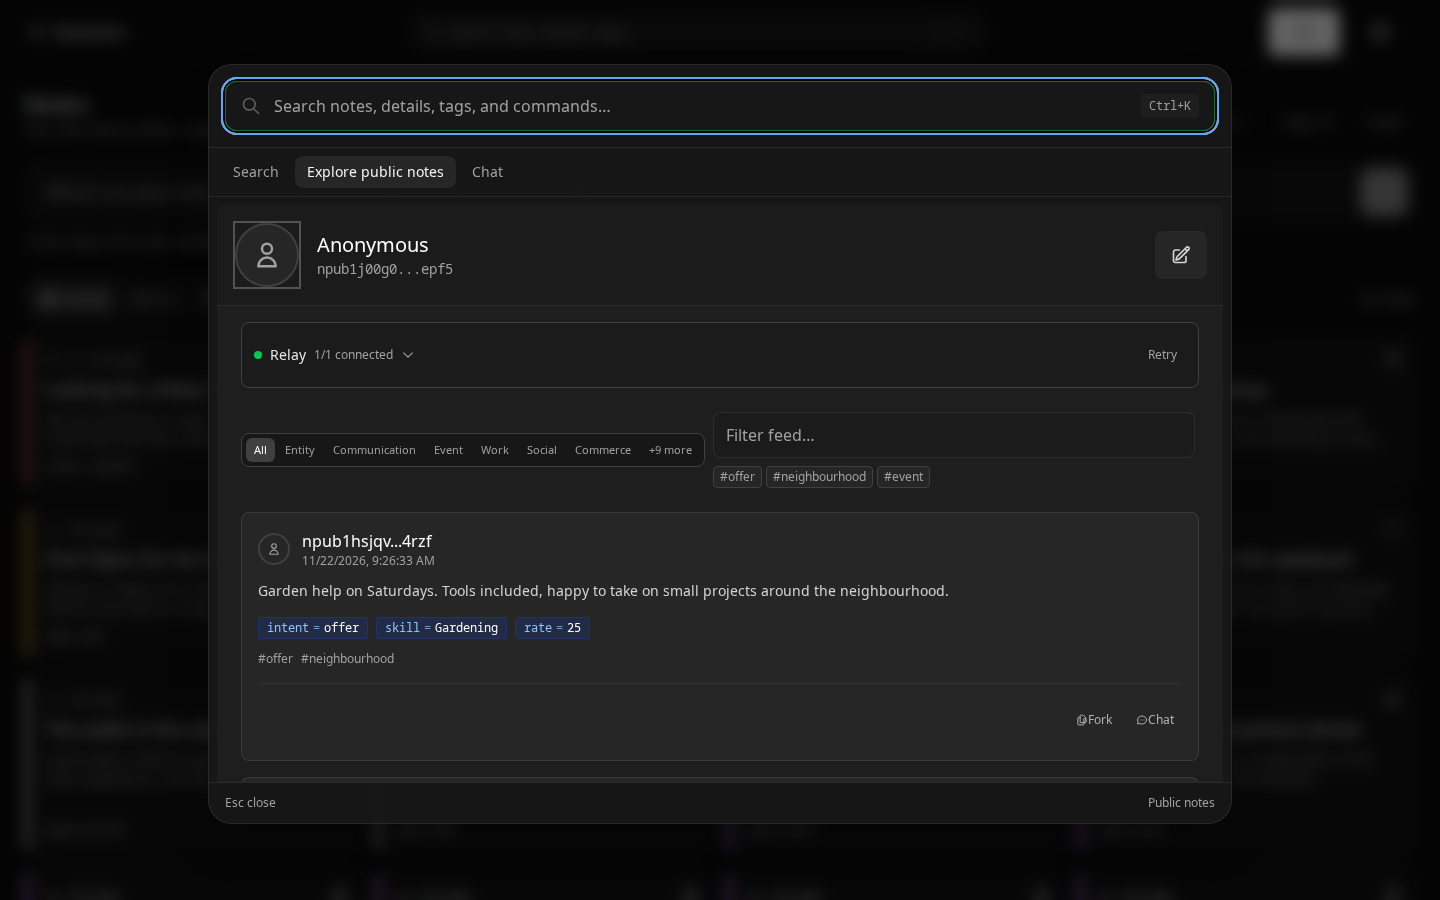 Search notes, details, tags, and commands...
Ctrl+K
Search
Explore public notes
Chat
Anonymous
npub1j00g0...epf5
Relay
1/1 connected
Retry
All
Entity
Communication
Event
Work
Social
Commerce
+9 more
Filter feed...
#offer
#neighbourhood
#event
npub1hsjqv...4rzf
11/22/2026, 9:26:33 AM
Garden help on Saturdays. Tools included, happy to take on small projects around the neighbourhood.
intent = offer
skill = Gardening
rate = 25
#offer #neighbourhood
Fork
Chat
Esc close
Public notes